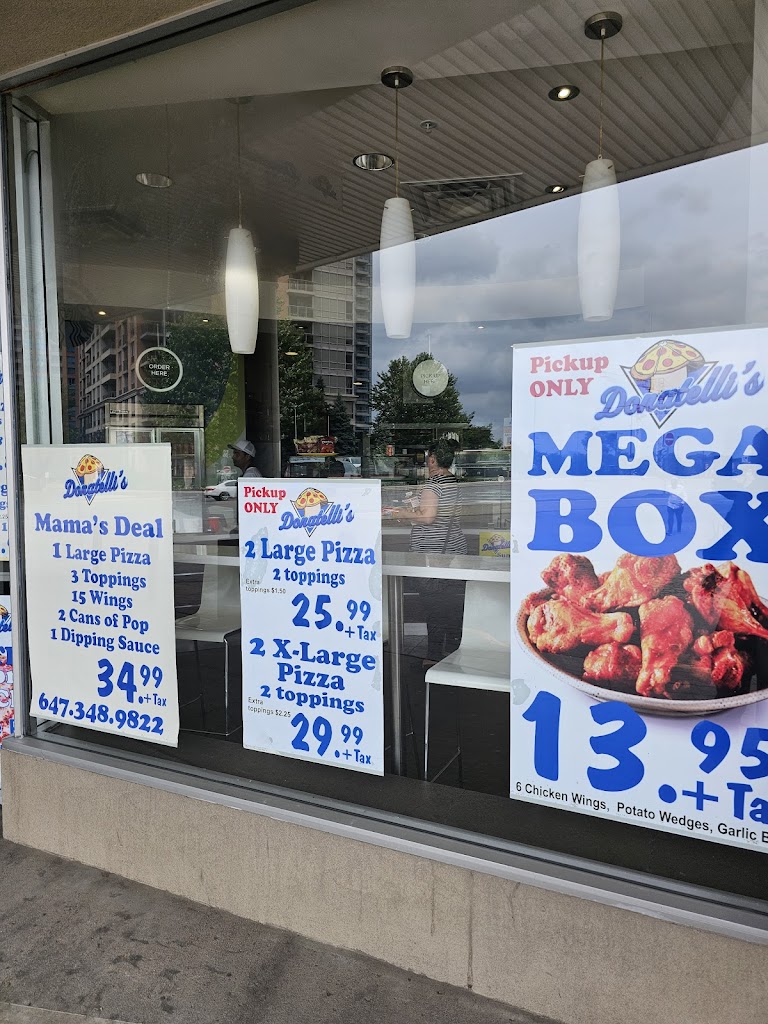 ORDER
HERE
Donatelli's
Mama's Deal
1 Large Pizza
3 Toppings
15 Wings
2 Cans of Pop
1 Dipping Sauce
34.99
+ Tax
647.348.9822
Pickup
ONLY
Donatelli's
2 Large Pizza
2 toppings
Extra
toppings $1.50
25.99
+ Tax
2 X-Large
Pizza
2 toppings
Extra
toppings $2.25
29.99
+ Tax
Pickup
ONLY
Donatelli's
MEGA
BOX
13.95
+ Ta
6 Chicken Wings, Potato Wedges, Garlic B